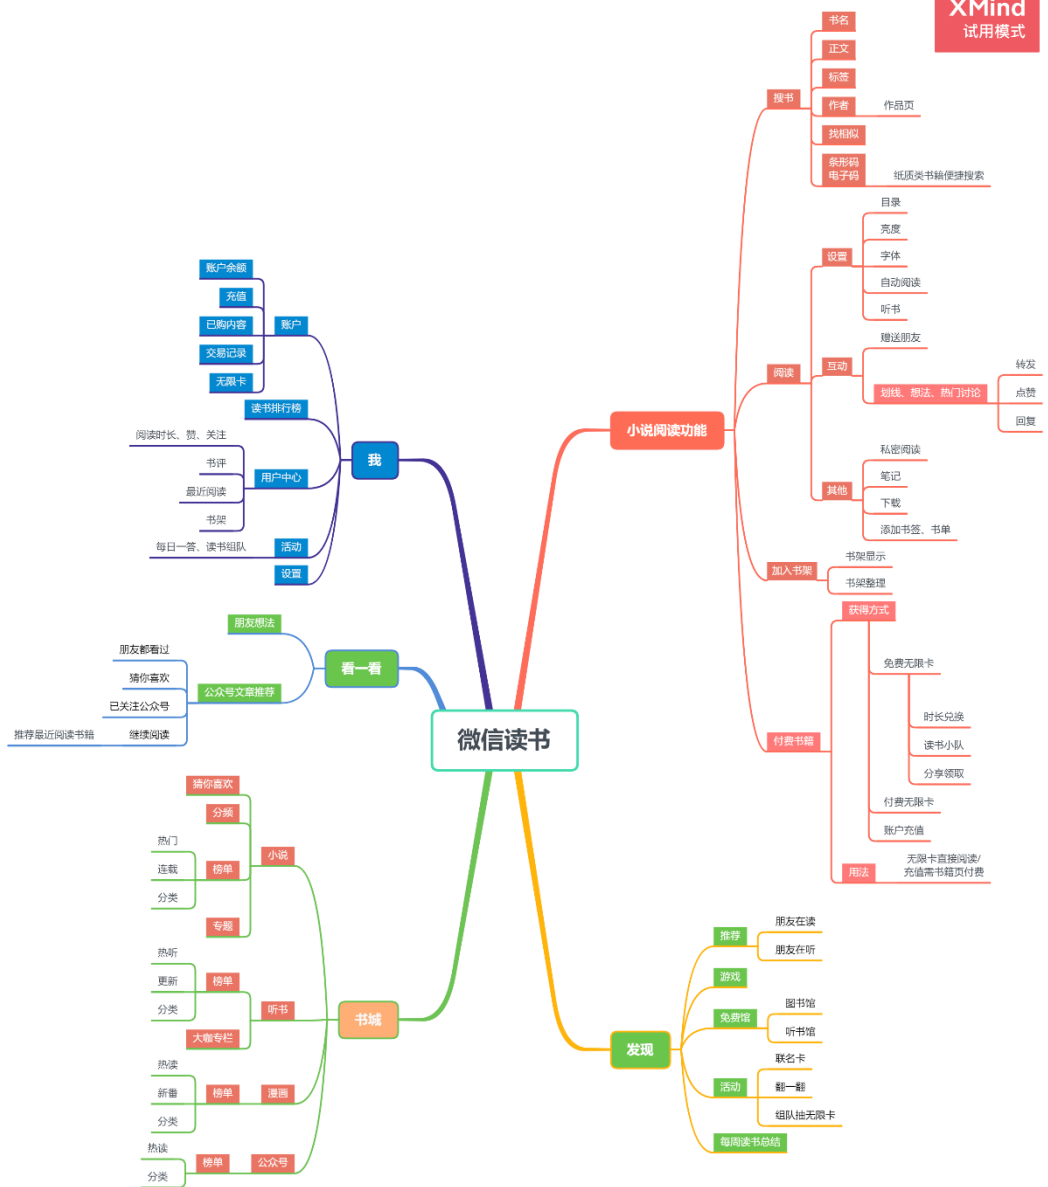 XMind
试用模式
微信读书
小说阅读功能
搜书
书名
正文
标签
作者
作品页
找相似
条形码
电子码
纸质类书籍便捷搜索
阅读
设置
目录
亮度
字体
自动阅读
听书
互动
赠送朋友
划线、想法、热门讨论
转发
点赞
回复
其他
私密阅读
笔记
下载
添加书签、书单
加入书架
书架显示
书架整理
付费书籍
获得方式
免费无限卡
时长兑换
读书小队
分享领取
付费无限卡
账户充值
用法
无限卡直接阅读/
充值需书籍页付费
发现
推荐
朋友在读
朋友在听
游戏
免费馆
图书馆
听书馆
活动
联名卡
翻一翻
组队抽无限卡
每周读书总结
我
账户
账户余额
充值
已购内容
交易记录
无限卡
读书排行榜
用户中心
阅读时长、赞、关注
书评
最近阅读
书架
活动
每日一答、读书组队
设置
看一看
朋友想法
公众号文章推荐
朋友都看过
猜你喜欢
已关注公众号
继续阅读
推荐最近阅读书籍
书城
小说
猜你喜欢
分频
榜单
热门
连载
分类
专题
听书
榜单
热听
更新
分类
大咖专栏
漫画
榜单
热读
新番
分类
公众号
榜单
热读
分类